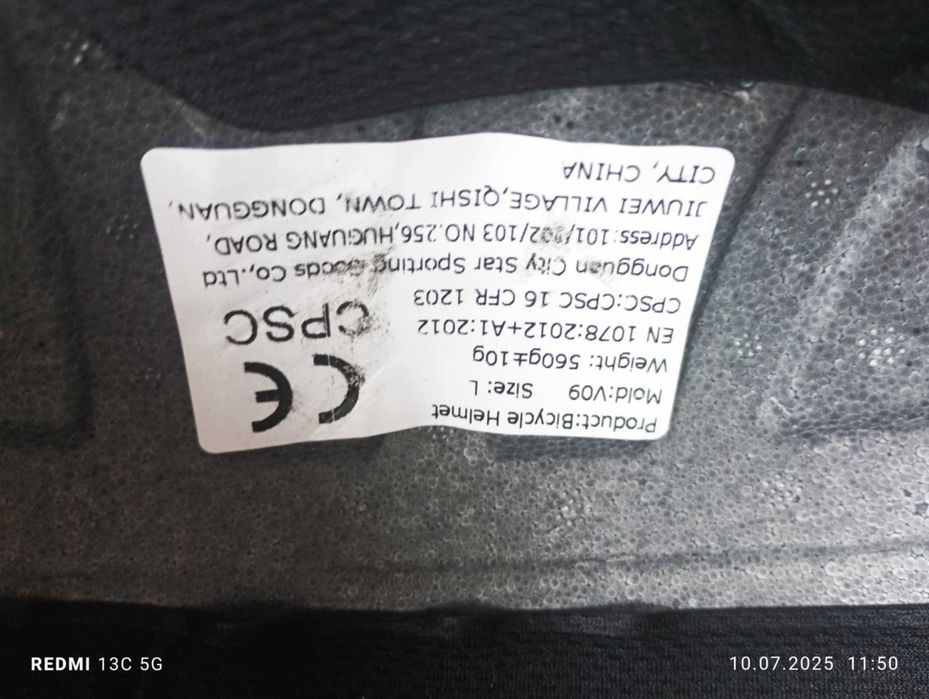 Product:Bicycle Helmet
Mold:V09 Size: L
Weight: 560g±10g
EN 1078:2012+A1:2012
CPSC:CPSC 16 CFR 1203
CE
CPSC
Dongguan City Star Sporting Goods Co,.Ltd
Address:101/102/103 NO.256,HUGUANG ROAD,
JIUWEI VILLAGE,QISHI TOWN, DONGGUAN,
CITY, CHINA
REDMI 13C 5G
10.07.2025 11:50